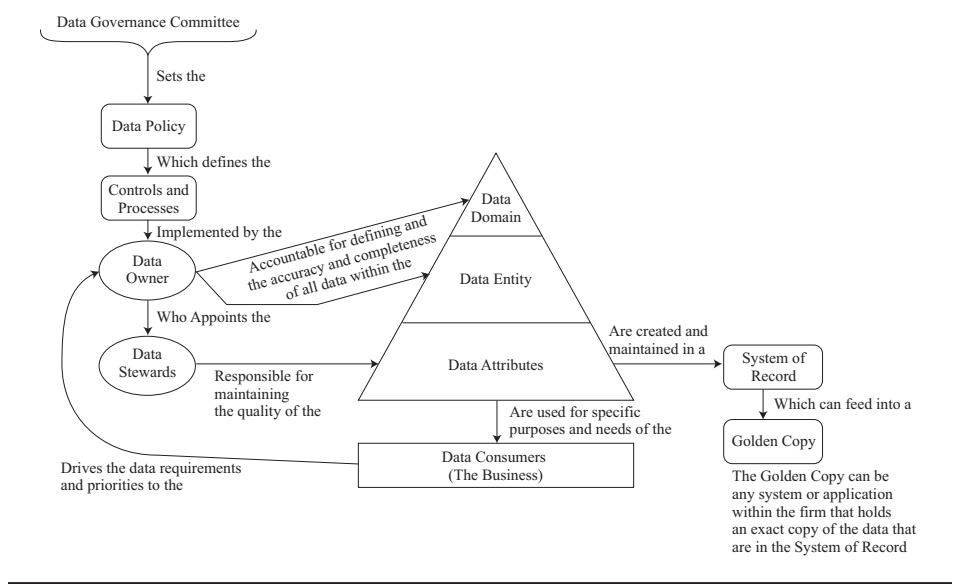 Data Governance Committee
Sets the
Data Policy
Which defines the
Controls and
Processes
Implemented by the
Data
Owner
Accountable for defining and
the accuracy and completeness
of all data within the
Data
Domain
Data Entity
Who Appoints the
Data
Stewards
Responsible for
maintaining
the quality of the
Data Attributes
Are created and
maintained in a
System of
Record
Which can feed into a
Golden Copy
The Golden Copy can be
any system or application
within the firm that holds
an exact copy of the data that
are in the System of Record
Are used for specific
purposes and needs of the
Data Consumers
(The Business)
Drives the data requirements
and priorities to the